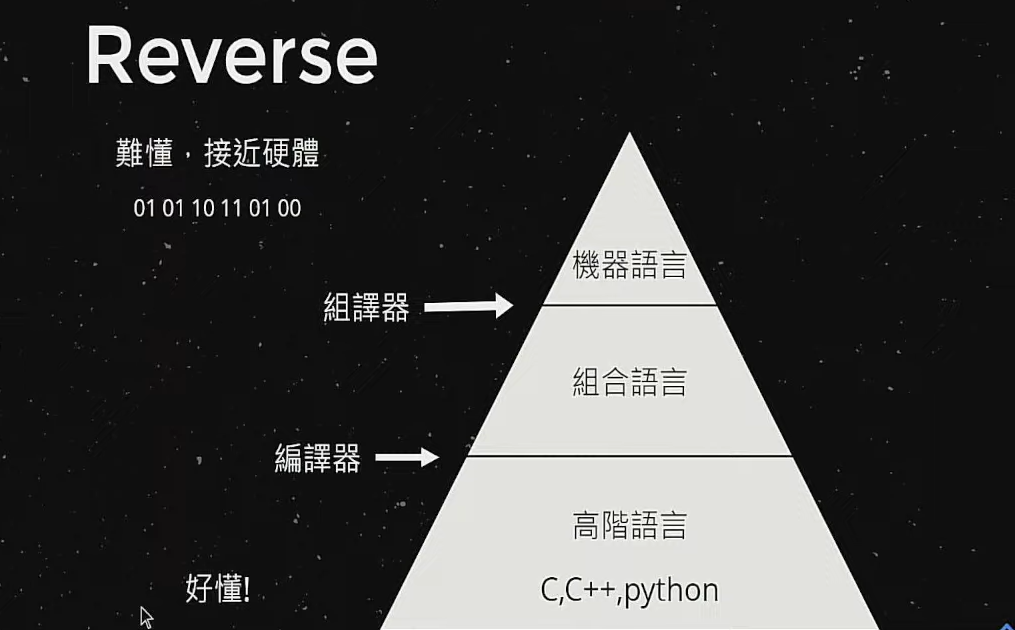 Reverse
難懂，接近硬體
01 01 10 11 01 00
機器語言
組譯器
組合語言
編譯器
高階語言
好懂!
C,C++,python